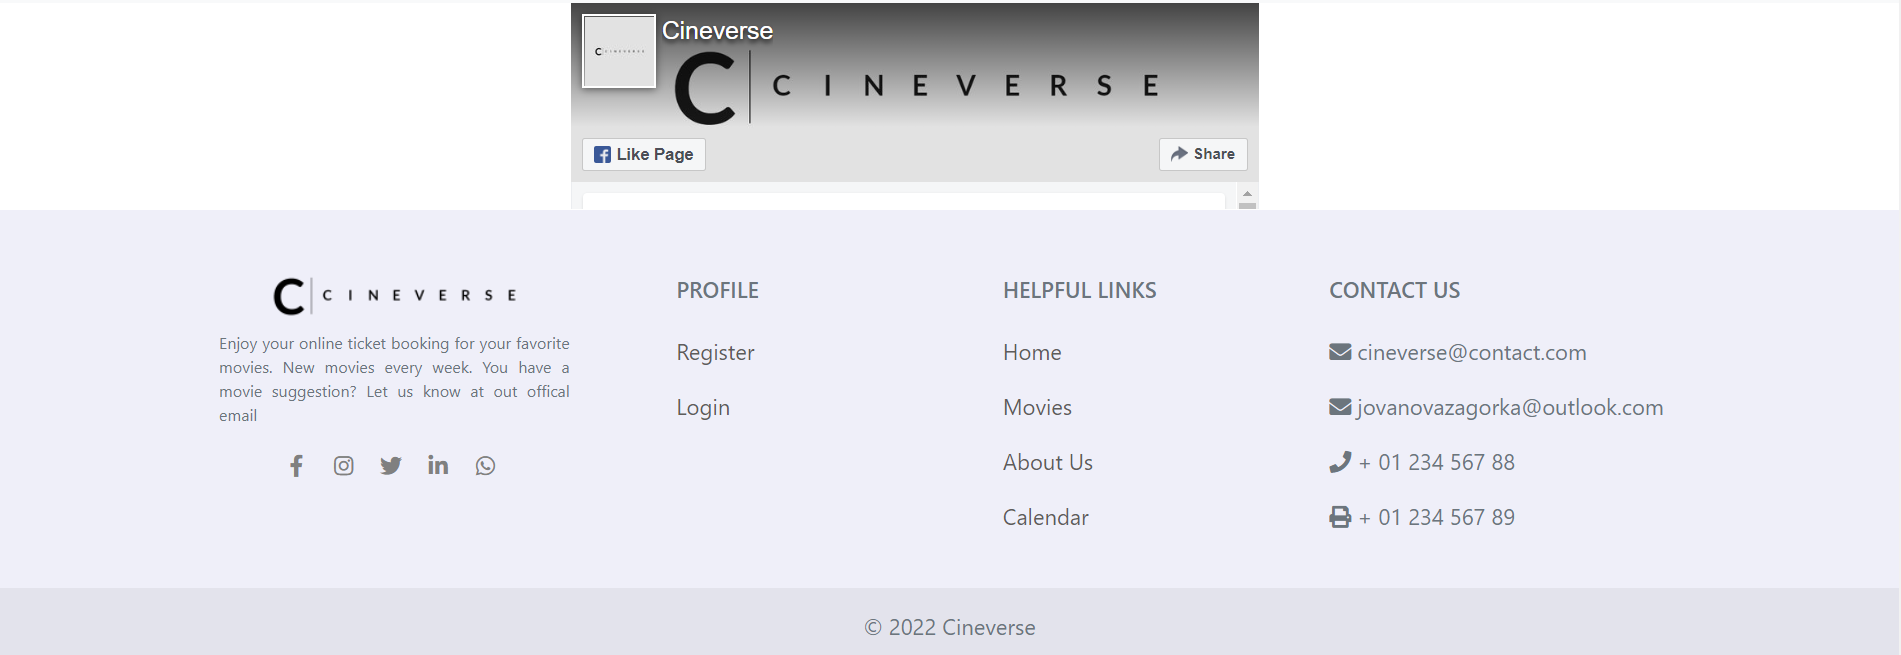 Cineverse
C CINEVERSE
C | CINEVERSE
Like Page
Share
C | CINEVERSE
Enjoy your online ticket booking for your favorite
movies. New movies every week. You have a
movie suggestion? Let us know at out offical
email
PROFILE
Register
Login
HELPFUL LINKS
Home
Movies
About Us
Calendar
CONTACT US
cineverse@contact.com
jovanovazagorka@outlook.com
+ 01 234 567 88
+ 01 234 567 89
© 2022 Cineverse